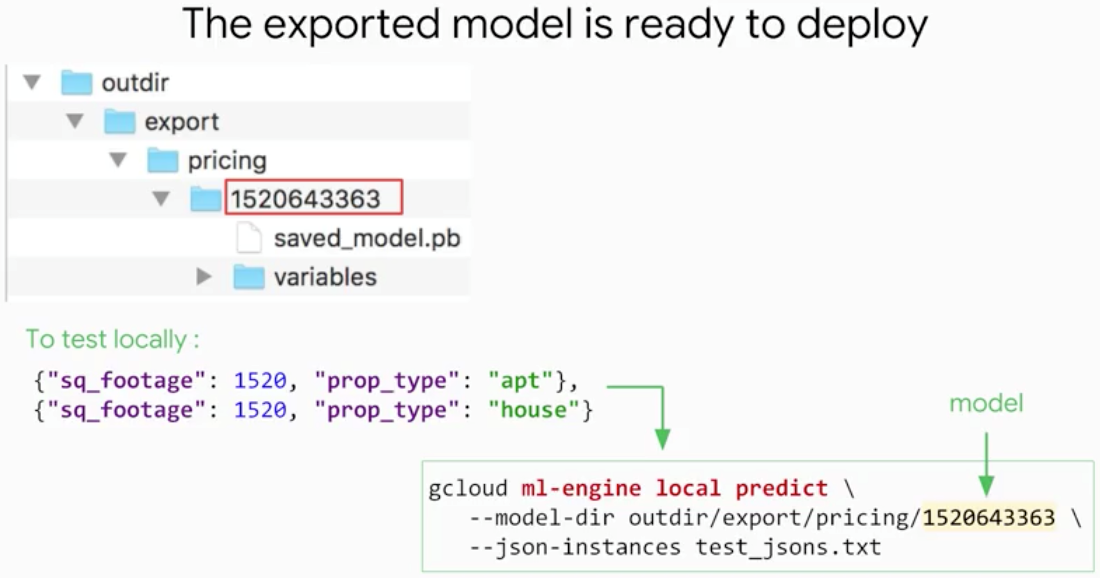 The exported model is ready to deploy
outdir
export
pricing
1520643363
saved_model.pb
variables
To test locally :
{"sq_footage": 1520, "prop_type": "apt"},
{"sq_footage": 1520, "prop_type": "house"}
model
gcloud ml-engine local predict \
--model-dir outdir/export/pricing/1520643363 \
--json-instances test_jsons.txt